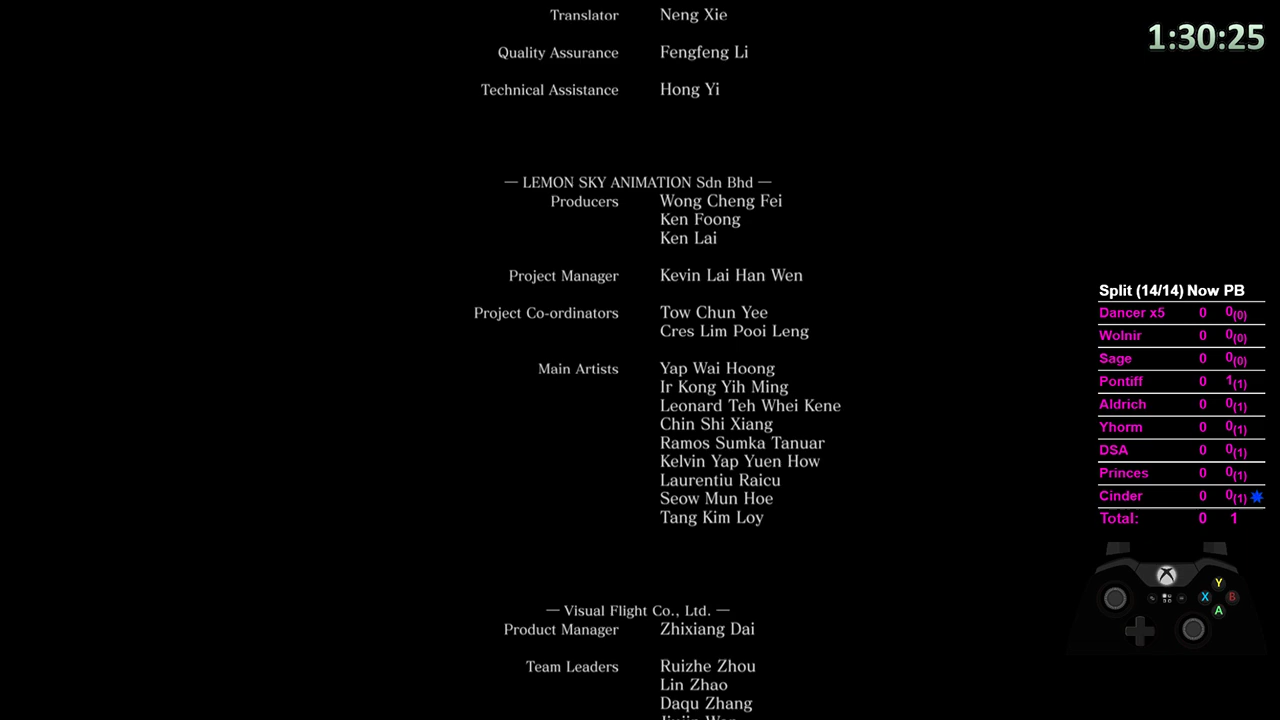 Translator Neng Xie
Quality Assurance Fengfeng Li
Technical Assistance Hong Yi
— LEMON SKY ANIMATION Sdn Bhd —
Producers Wong Cheng Fei
Ken Foong
Ken Lai
Project Manager Kevin Lai Han Wen
Project Co-ordinators Tow Chun Yee
Cres Lim Pooi Leng
Main Artists Yap Wai Hoong
Ir Kong Yih Ming
Leonard Teh Whei Kene
Chin Shi Xiang
Ramos Sumka Tanuar
Kelvin Yap Yuen How
Laurentiu Raicu
Seow Mun Hoe
Tang Kim Loy
— Visual Flight Co., Ltd. —
Product Manager Zhixiang Dai
Team Leaders Ruizhe Zhou
Lin Zhao
Daqu Zhang
1:30:25
Split (14/14) Now PB
Dancer x5 0 0(0)
Wolnir 0 0(0)
Sage 0 0(0)
Pontiff 0 1(1)
Aldrich 0 0(1)
Yhorm 0 0(1)
DSA 0 0(1)
Princes 0 0(1)
Cinder 0 0(1)
Total: 0 1
Y
X B
A